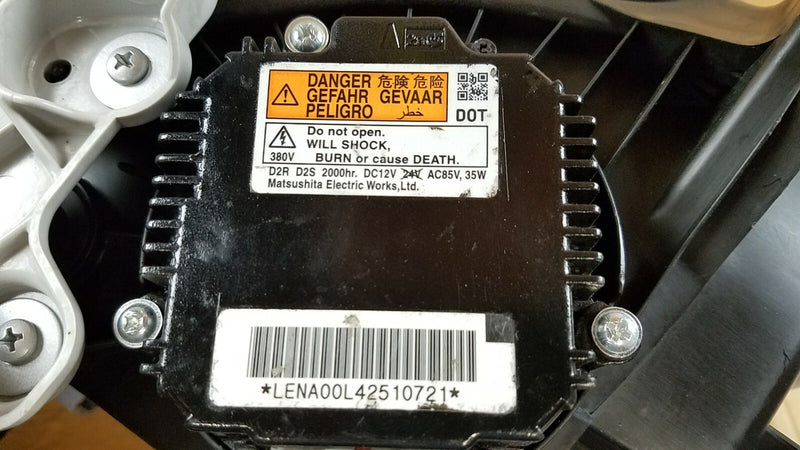 DANGER 危険 危险
GEFAHR GEVAAR
PELIGRO خطر
DOT
Do not open.
WILL SHOCK,
380V BURN or cause DEATH.
D2R D2S 2000hr. DC12V 24V AC85V, 35W
Matsushita Electric Works, Ltd.
*LENA00L42510721*